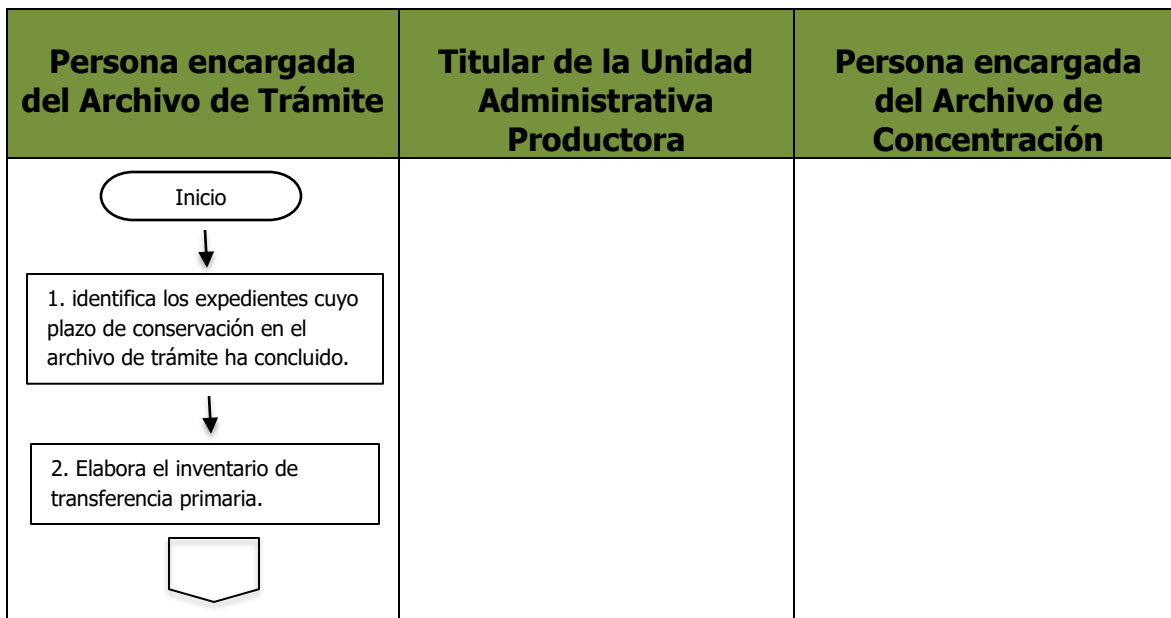 Persona encargada
del Archivo de Trámite
Titular de la Unidad
Administrativa
Productora
Persona encargada
del Archivo de
Concentración
Inicio
1. identifica los expedientes cuyo
plazo de conservación en el
archivo de trámite ha concluido.
2. Elabora el inventario de
transferencia primaria.